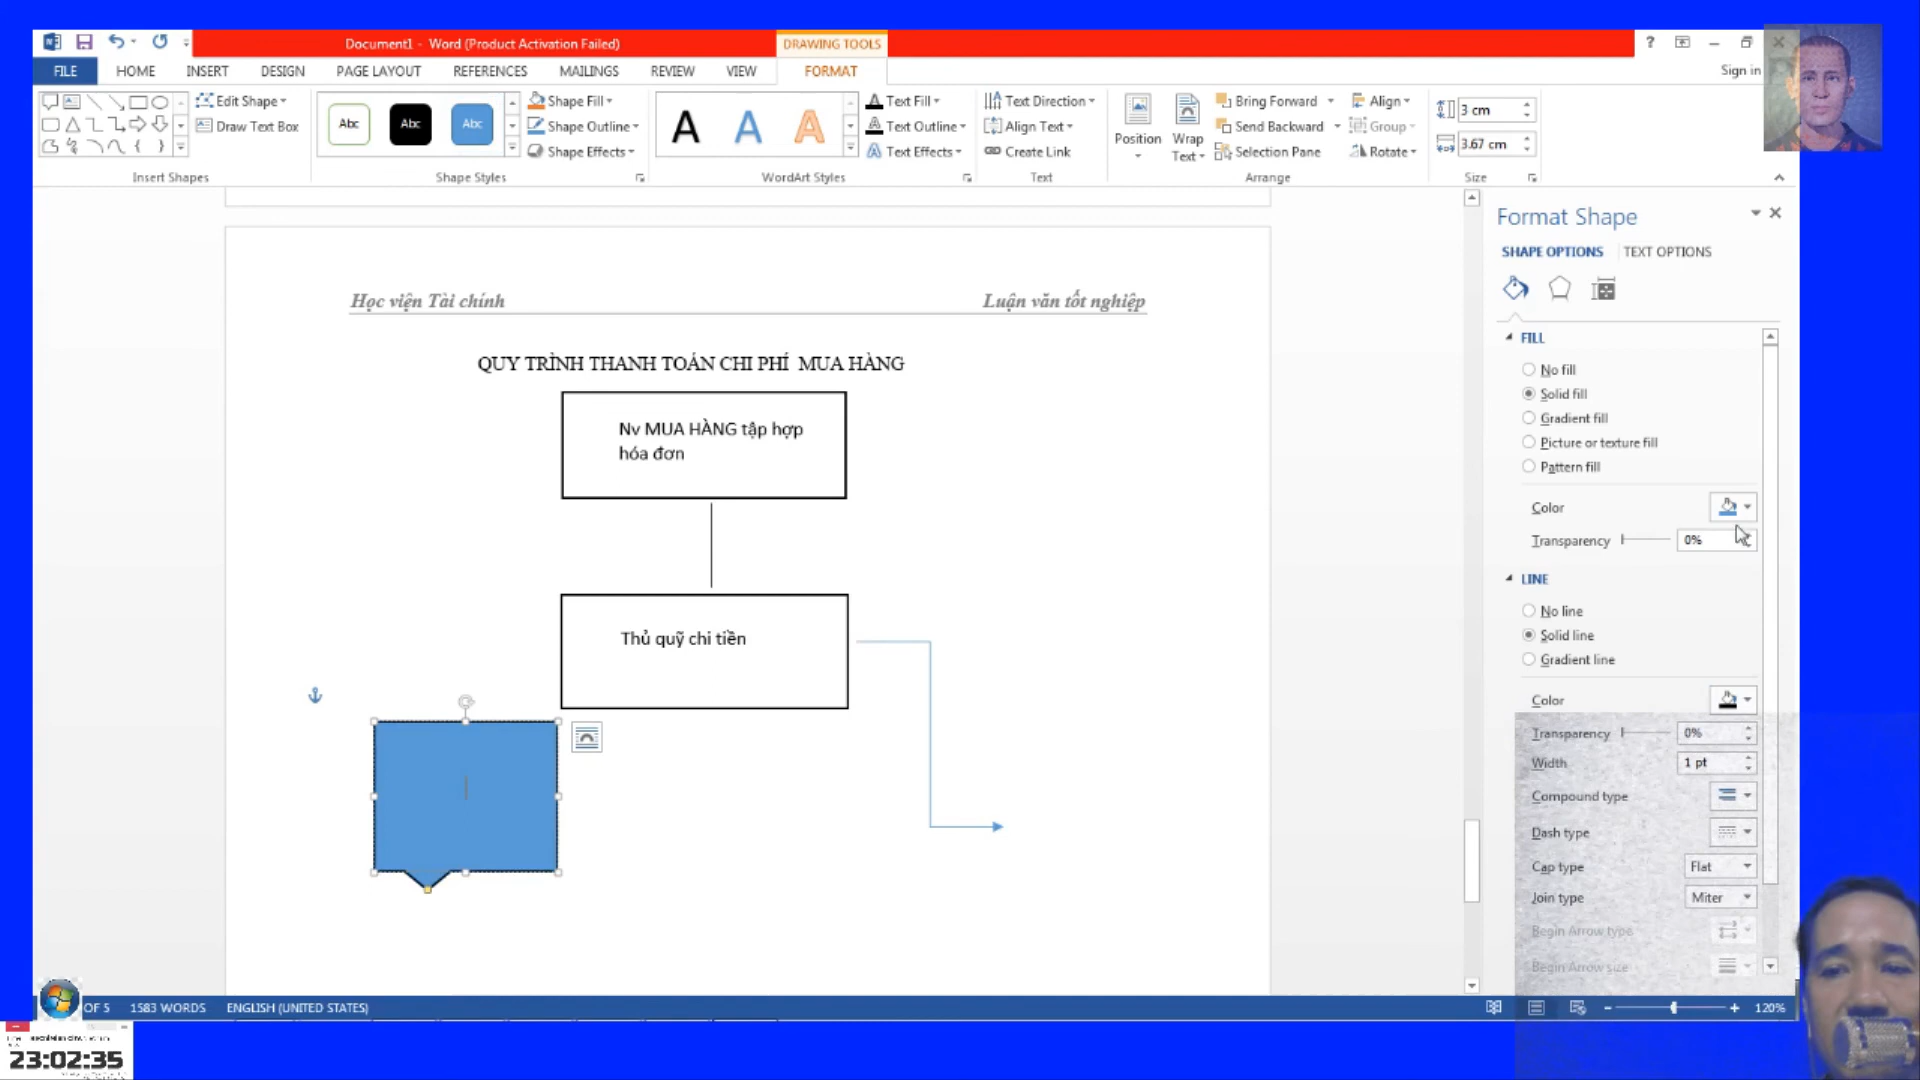 Document1 - Word (Product Activation Failed)
DRAWING TOOLS
?
FILE
HOME
INSERT
DESIGN
PAGE LAYOUT
REFERENCES
MAILINGS
REVIEW
VIEW
FORMAT
Sign in
Edit Shape
Draw Text Box
Insert Shapes
Abc
Abc
Abc
Shape Fill
Shape Outline
Shape Effects
Shape Styles
A
A
A
Text Fill
Text Outline
Text Effects
WordArt Styles
Text Direction
Align Text
Create Link
Text
Position
Wrap
Text
Bring Forward
Send Backward
Selection Pane
Align
Group
Rotate
Arrange
3 cm
3.67 cm
Size
Học viện Tài chính
Luận văn tốt nghiệp
QUY TRÌNH THANH TOÁN CHI PHÍ MUA HÀNG
Nv MUA HÀNG tập hợp
hóa đơn
Thủ quỹ chi tiền
Format Shape
SHAPE OPTIONS
TEXT OPTIONS
FILL
No fill
Solid fill
Gradient fill
Picture or texture fill
Pattern fill
Color
Transparency
0%
LINE
No line
Solid line
Gradient line
Color
Transparency
0%
Width
1 pt
Compound type
Dash type
Cap type
Flat
Join type
Miter
Begin Arrow type
Begin Arrow size
OF 5
1583 WORDS
ENGLISH (UNITED STATES)
120%
23:02:35